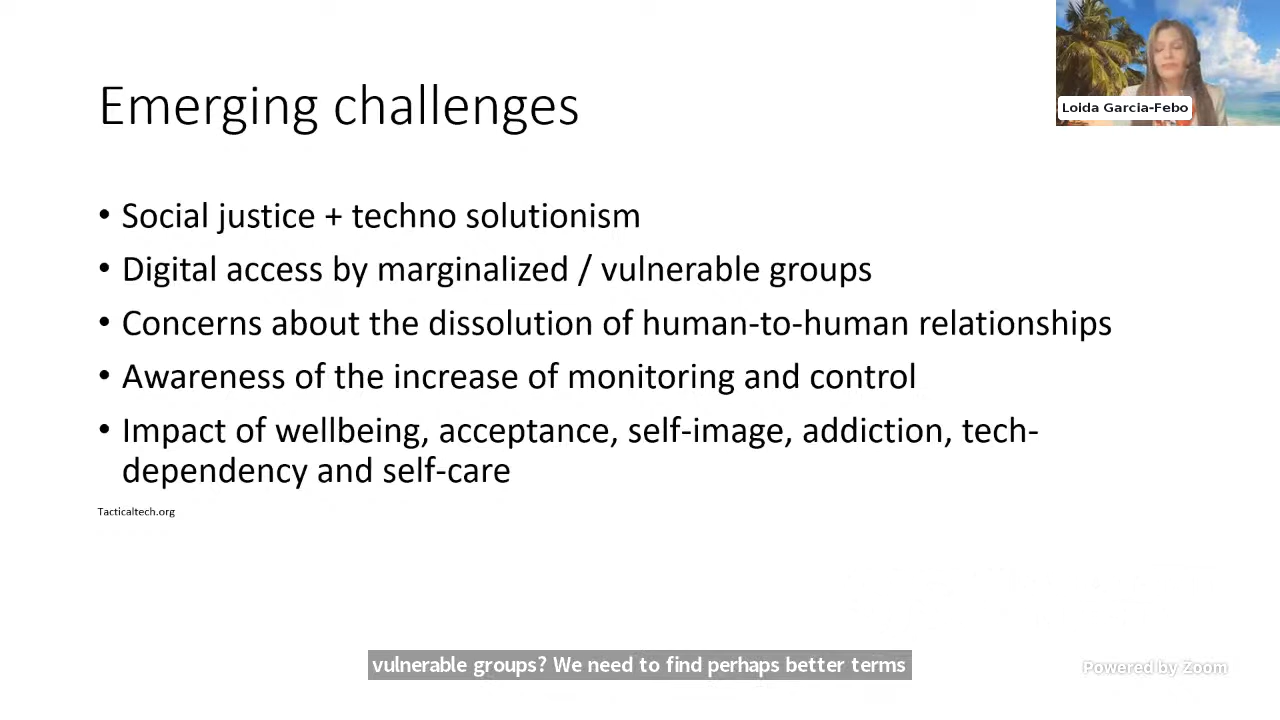 Emerging challenges
Loida Garcia-Febo
• Social justice + techno solutionism
• Digital access by marginalized / vulnerable groups
• Concerns about the dissolution of human-to-human relationships
• Awareness of the increase of monitoring and control
• Impact of wellbeing, acceptance, self-image, addiction, tech-
dependency and self-care
Tacticaltech.org
vulnerable groups? We need to find perhaps better terms
Powered by Zoom